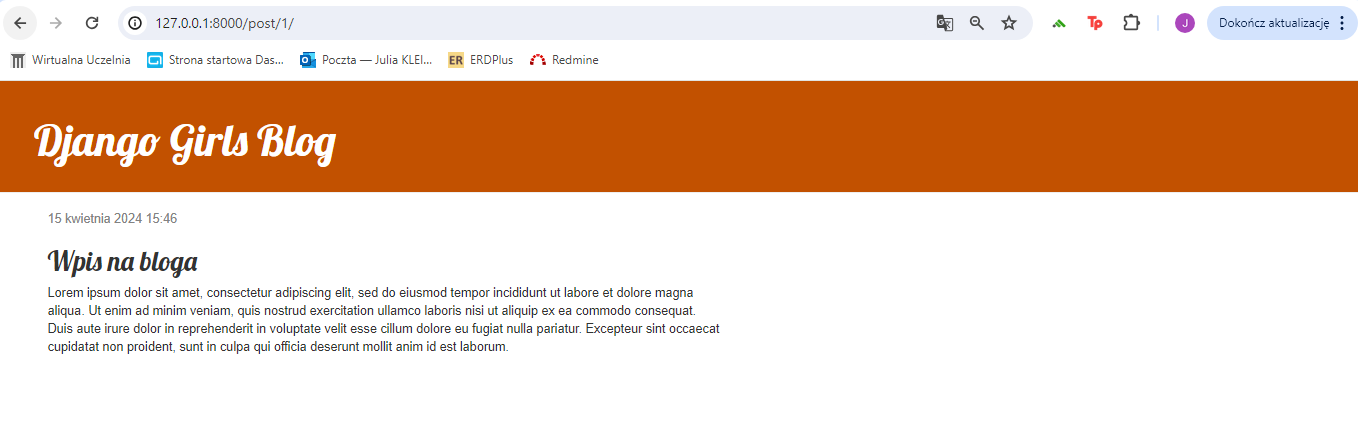 127.0.0.1:8000/post/1/
J
Dokończ aktualizację
Wirtualna Uczelnia
Strona startowa Das...
Poczta — Julia KLEI...
ER
ERDPlus
Redmine
Django Girls Blog
15 kwietnia 2024 15:46
Wpis na bloga
Lorem ipsum dolor sit amet, consectetur adipiscing elit, sed do eiusmod tempor incididunt ut labore et dolore magna
aliqua. Ut enim ad minim veniam, quis nostrud exercitation ullamco laboris nisi ut aliquip ex ea commodo consequat.
Duis aute irure dolor in reprehenderit in voluptate velit esse cillum dolore eu fugiat nulla pariatur. Excepteur sint occaecat
cupidatat non proident, sunt in culpa qui officia deserunt mollit anim id est laborum.